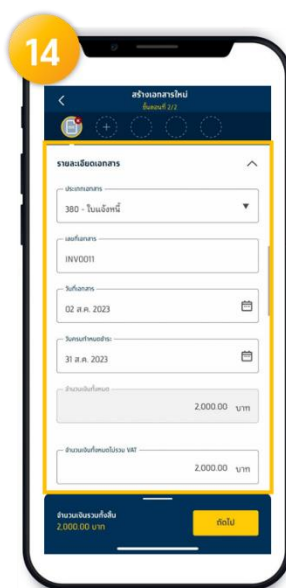 14
สร้างเอกสารใหม่
ขั้นตอนที่ 2/2
รายละเอียดเอกสาร
ประเภทเอกสาร
380 - ใบแจ้งหนี้
เลขที่เอกสาร
INV0011
วันที่เอกสาร
02 ส.ค. 2023
วันครบกำหนดชำระ
31 ส.ค. 2023
จำนวนเงินทั้งหมด
2,000.00 บาท
จำนวนเงินทั้งหมดไม่รวม VAT
2,000.00 บาท
จำนวนเงินรวมทั้งสิ้น
2,000.00 บาท
ถัดไป